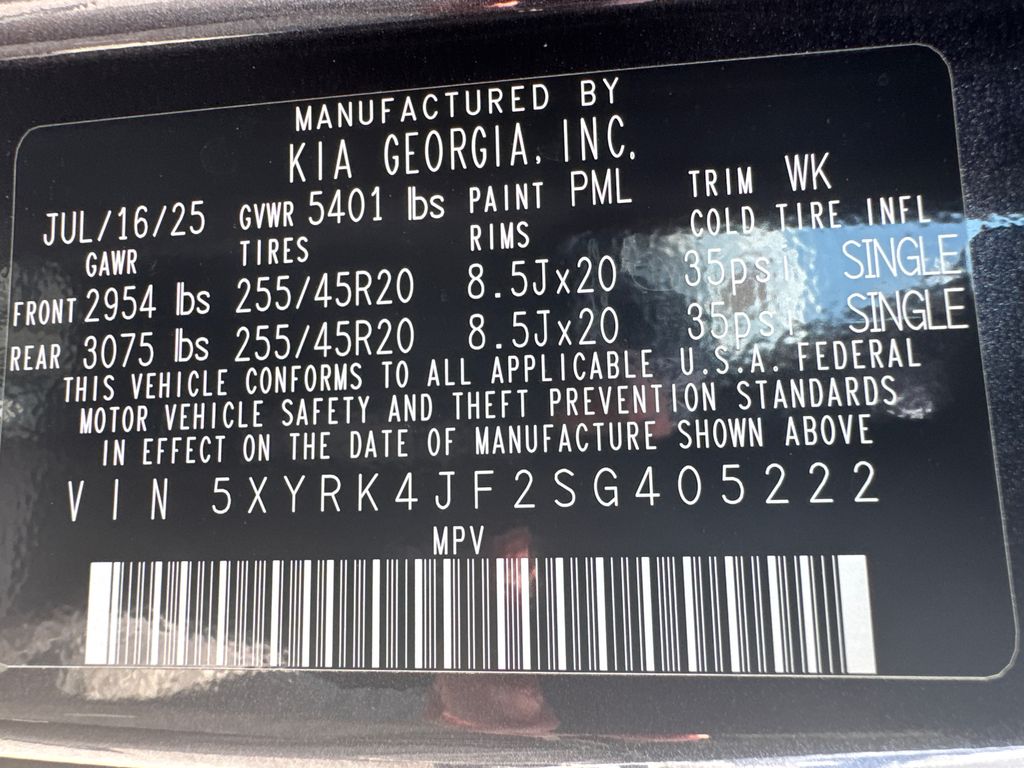 MANUFACTURED BY
KIA GEORGIA, INC.
JUL/16/25 GVWR 5401 lbs PAINT PML TRIM WK
GAWR TIRES RIMS COLD TIRE INFL
FRONT 2954 lbs 255/45R20 8.5Jx20 35psi SINGLE
REAR 3075 lbs 255/45R20 8.5Jx20 35psi SINGLE
THIS VEHICLE CONFORMS TO ALL APPLICABLE U.S.A. FEDERAL
MOTOR VEHICLE SAFETY AND THEFT PREVENTION STANDARDS
IN EFFECT ON THE DATE OF MANUFACTURE SHOWN ABOVE
VIN 5XYRK4JF2SG405222
MPV